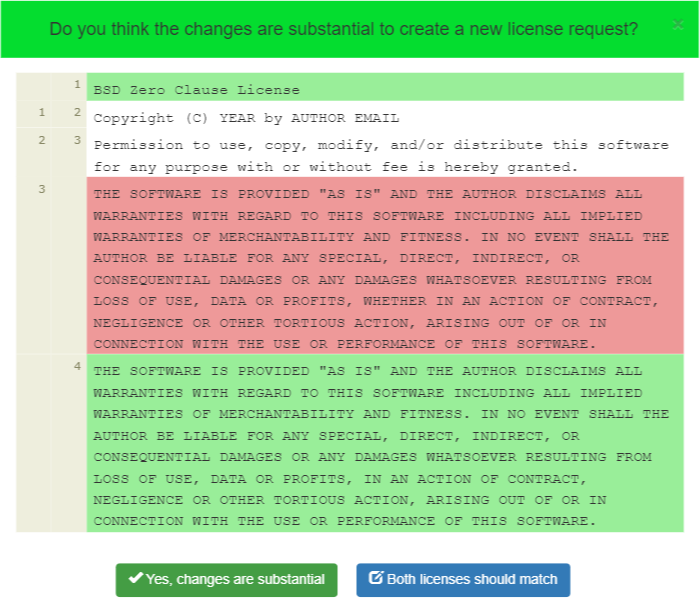 Do you think the changes are substantial to create a new license request? ×
1 BSD Zero Clause License
1 2 Copyright (C) YEAR by AUTHOR EMAIL
2 3 Permission to use, copy, modify, and/or distribute this software
for any purpose with or without fee is hereby granted.
3 THE SOFTWARE IS PROVIDED "AS IS" AND THE AUTHOR DISCLAIMS ALL
WARRANTIES WITH REGARD TO THIS SOFTWARE INCLUDING ALL IMPLIED
WARRANTIES OF MERCHANTABILITY AND FITNESS. IN NO EVENT SHALL THE
AUTHOR BE LIABLE FOR ANY SPECIAL, DIRECT, INDIRECT, OR
CONSEQUENTIAL DAMAGES OR ANY DAMAGES WHATSOEVER RESULTING FROM
LOSS OF USE, DATA OR PROFITS, WHETHER IN AN ACTION OF CONTRACT,
NEGLIGENCE OR OTHER TORTIOUS ACTION, ARISING OUT OF OR IN
CONNECTION WITH THE USE OR PERFORMANCE OF THIS SOFTWARE.
4 THE SOFTWARE IS PROVIDED "AS IS" AND THE AUTHOR DISCLAIMS ALL
WARRANTIES WITH REGARD TO THIS SOFTWARE INCLUDING ALL IMPLIED
WARRANTIES OF MERCHANTABILITY AND FITNESS. IN NO EVENT SHALL THE
AUTHOR BE LIABLE FOR ANY SPECIAL, DIRECT, INDIRECT, OR
CONSEQUENTIAL DAMAGES OR ANY DAMAGES WHATSOEVER RESULTING FROM
LOSS OF USE, DATA OR PROFITS, IN AN ACTION OF CONTRACT,
NEGLIGENCE OR OTHER TORTIOUS ACTION, ARISING OUT OF OR IN
CONNECTION WITH THE USE OR PERFORMANCE OF THIS SOFTWARE.
Yes, changes are substantial
Both licenses should match